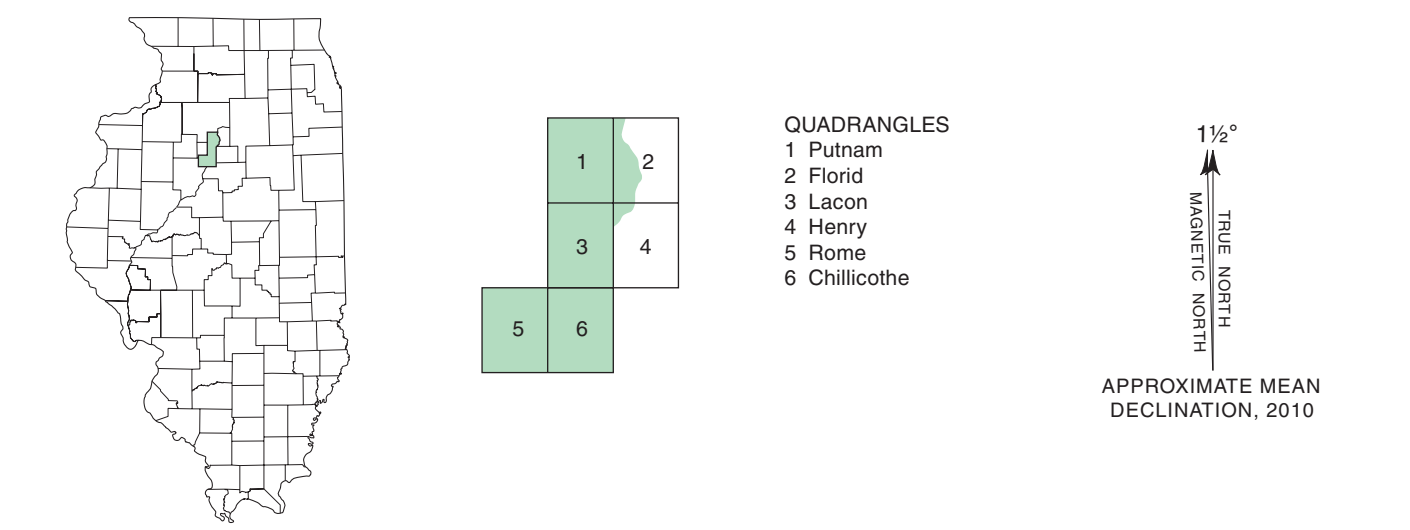 1
2
3
4
5
6
QUADRANGLES
1 Putnam
2 Florid
3 Lacon
4 Henry
5 Rome
6 Chillicothe
1½°
MAGNETIC NORTH
TRUE NORTH
APPROXIMATE MEAN
DECLINATION, 2010